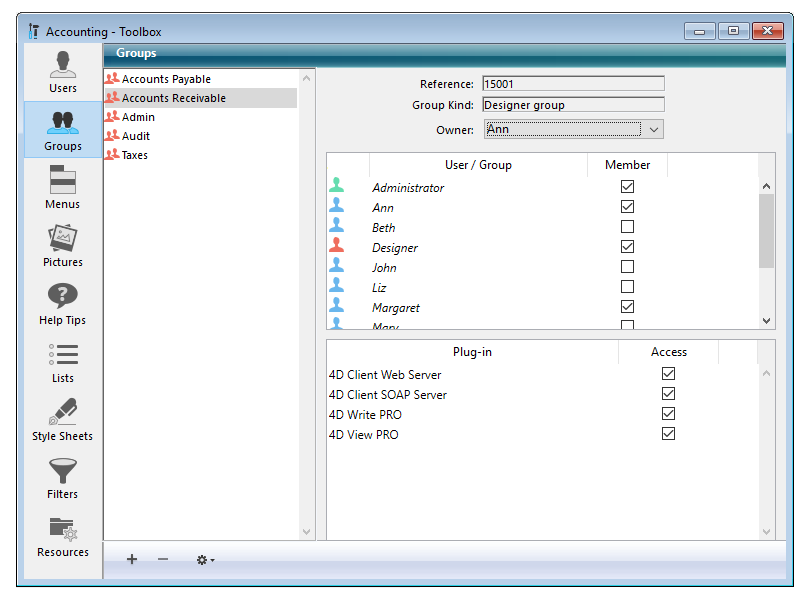 Accounting - Toolbox
Users
Groups
Menus
Pictures
Help Tips
Lists
Style Sheets
Filters
Resources
Groups
Accounts Payable
Accounts Receivable
Admin
Audit
Taxes
Reference: 15001
Group Kind: Designer group
Owner: Ann
User / Group Member
Administrator
Ann
Beth
Designer
John
Liz
Margaret
Mary
Plug-in Access
4D Client Web Server
4D Client SOAP Server
4D Write PRO
4D View PRO